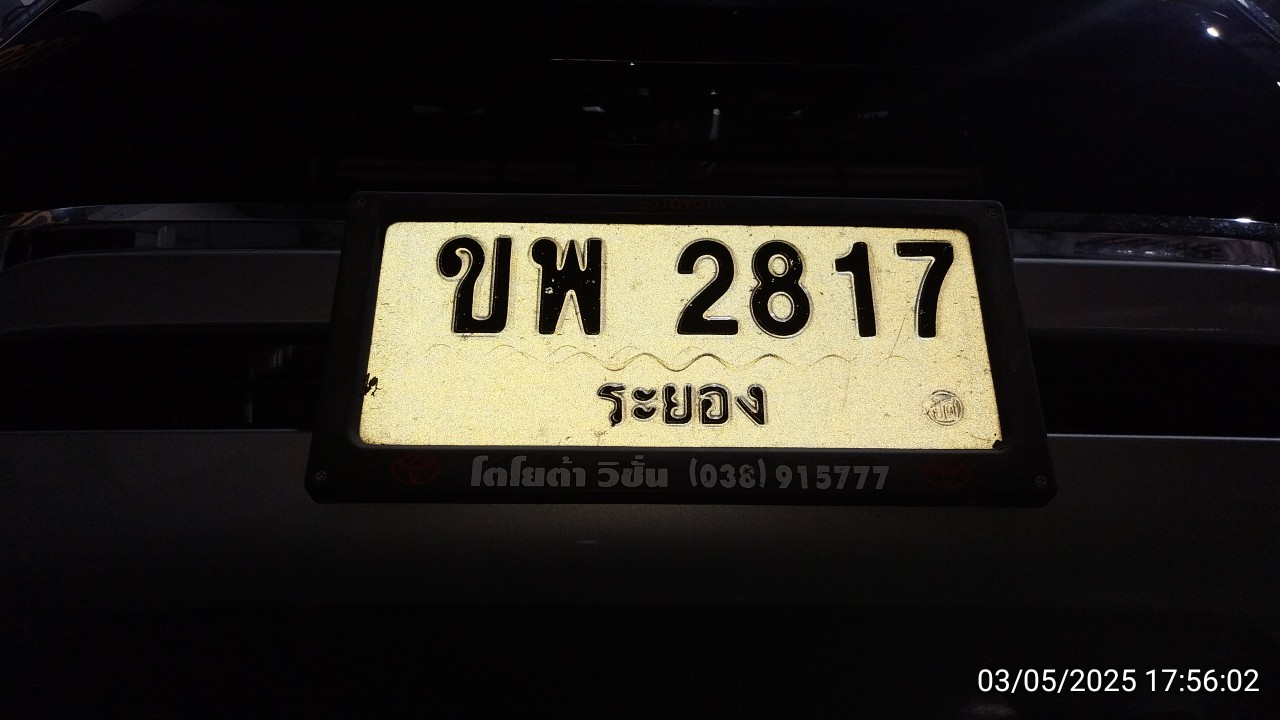 TOYOTA
ขพ 2817
ระยอง
โตโยต้า วิชั่น (038) 915777
03/05/2025 17:56:02